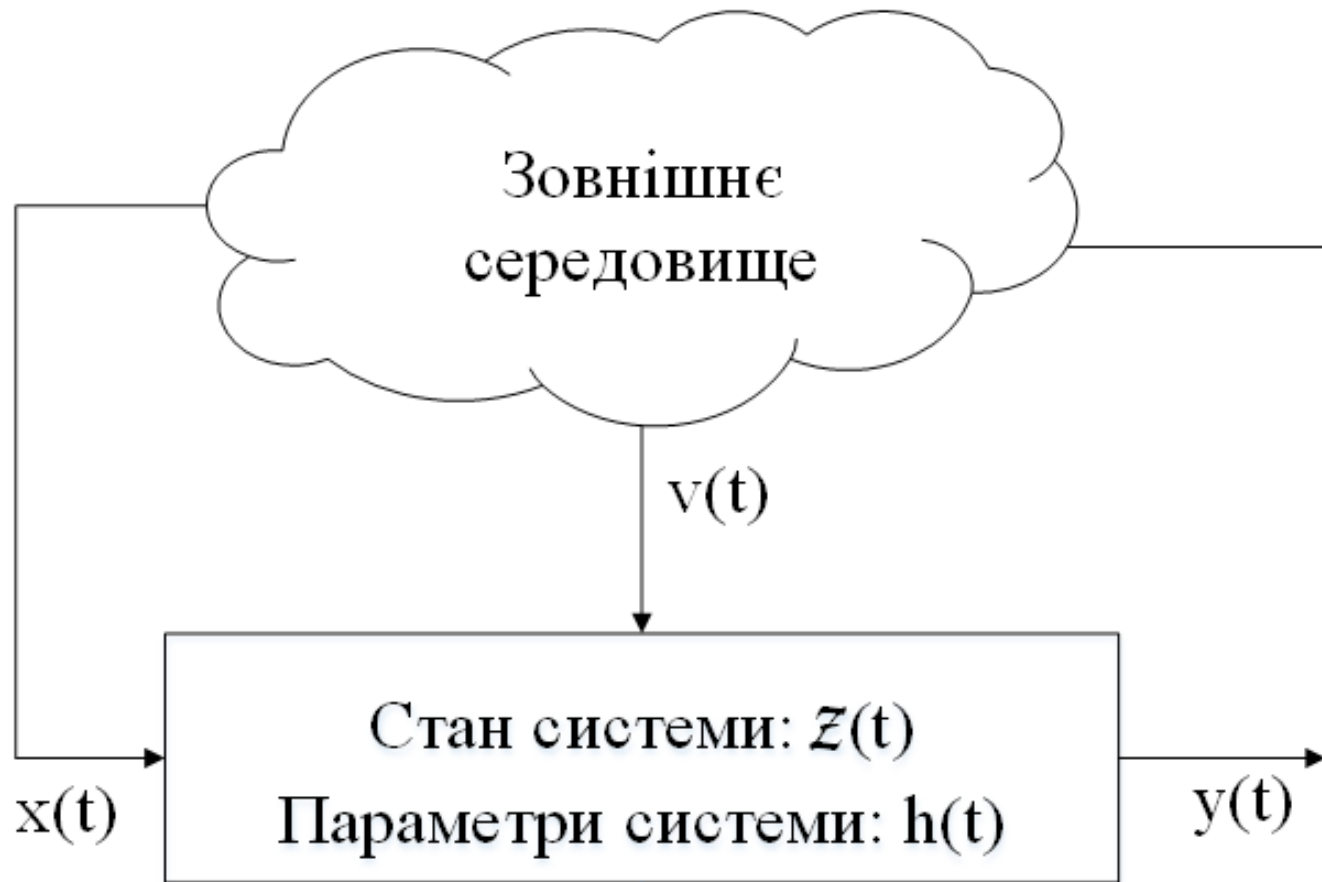 Зовнішнє
середовище
v(t)
Стан системи: Z(t)
Параметри системи: h(t)
x(t)
y(t)